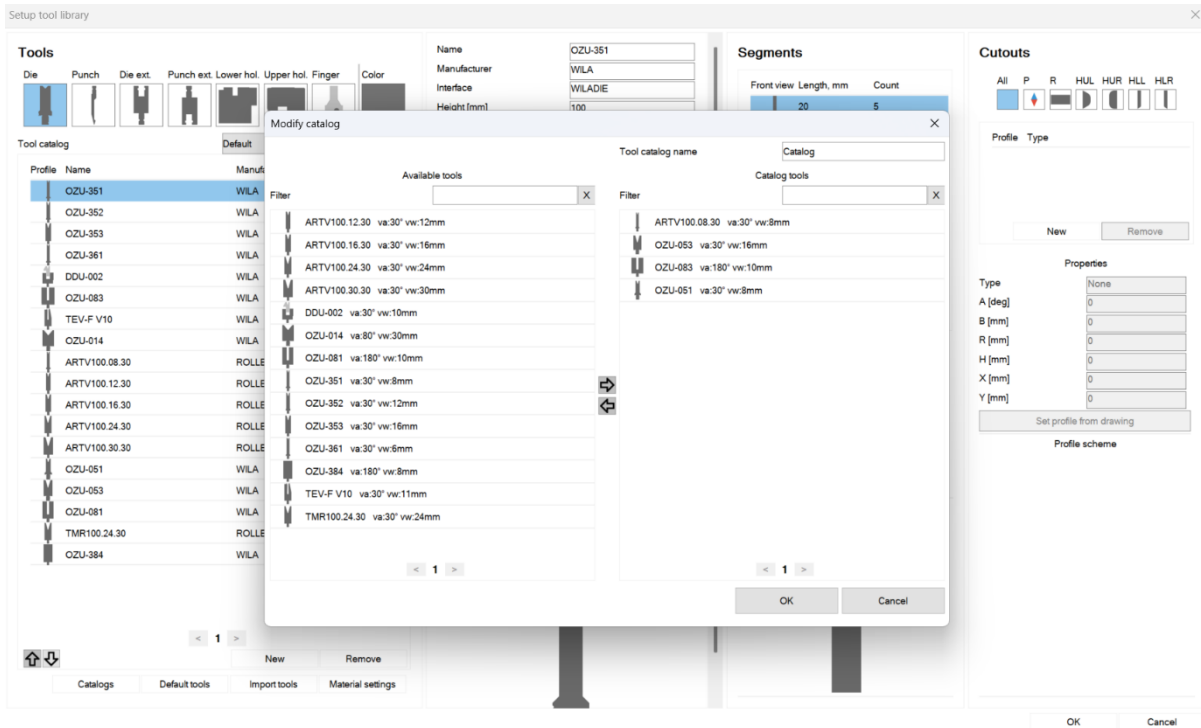 Setup tool library
Tools
Die Punch Die ext. Punch ext. Lower hol. Upper hol. Finger Color
Tool catalog Default
Profile Name
OZU-351 WILA
OZU-352 WILA
OZU-353 WILA
OZU-361 WILA
DDU-002 WILA
OZU-083 WILA
TEV-F V10 WILA
OZU-014 WILA
ARTV100.08.30
ARTV100.12.30
ARTV100.16.30
ARTV100.24.30
ARTV100.30.30
OZU-051 WILA
OZU-053 WILA
OZU-081 WILA
TMR100.24.30
OZU-384 WILA
< 1 >
New Remove
Catalogs Default tools Import tools Material settings
Name OZU-351
Manufacturer WILA
Interface WILADIE
Height [mm] 100
Segments
Front view Length, mm Count
20 5
Cutouts
All P R HUL HUR HLL HLR
Profile Type
New Remove
Properties
Type None
A [deg] 0
B [mm] 0
R [mm] 0
H [mm] 0
X [mm] 0
Y [mm] 0
Set profile from drawing
Profile scheme
OK Cancel
Modify catalog
Tool catalog name Catalog
Available tools
Filter X
ARTV100.12.30 va:30° vw:12mm
ARTV100.16.30 va:30° vw:16mm
ARTV100.24.30 va:30° vw:24mm
ARTV100.30.30 va:30° vw:30mm
DDU-002 va:30° vw:10mm
OZU-014 va:80° vw:30mm
OZU-081 va:180° vw:10mm
OZU-351 va:30° vw:8mm
OZU-352 va:30° vw:12mm
OZU-353 va:30° vw:16mm
OZU-361 va:30° vw:6mm
OZU-384 va:180° vw:8mm
TEV-F V10 va:30° vw:11mm
TMR100.24.30 va:30° vw:24mm
< 1 >
Catalog tools
Filter X
ARTV100.08.30 va:30° vw:8mm
OZU-053 va:30° vw:16mm
OZU-083 va:180° vw:10mm
OZU-051 va:30° vw:8mm
< 1 >
OK Cancel